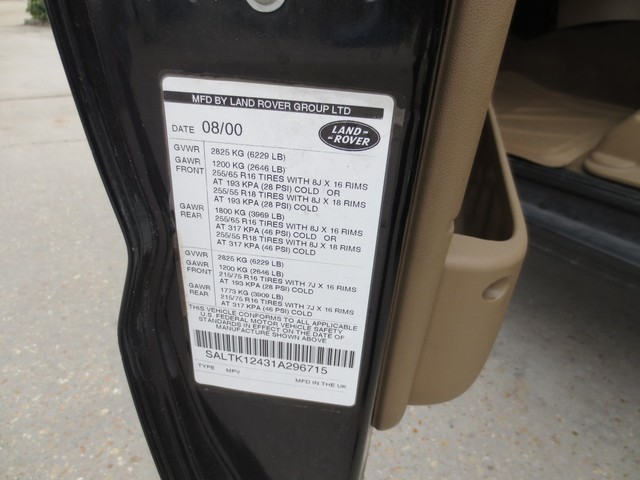 MFD BY LAND ROVER GROUP LTD
DATE 08/00
LAND-
-ROVER
GVWR 2825 KG (6229 LB)
GAWR FRONT 1200 KG (2646 LB)
255/65 R16 TIRES WITH 8J X 16 RIMS
AT 193 KPA (28 PSI) COLD OR
255/55 R18 TIRES WITH 8J X 18 RIMS
AT 193 KPA (28 PSI) COLD
GAWR REAR 1800 KG (3969 LB)
255/65 R16 TIRES WITH 8J X 16 RIMS
AT 317 KPA (46 PSI) COLD OR
255/55 R18 TIRES WITH 8J X 18 RIMS
AT 317 KPA (46 PSI) COLD
GVWR 2825 KG (6229 LB)
GAWR FRONT 1200 KG (2646 LB)
215/75 R16 TIRES WITH 7J X 16 RIMS
AT 193 KPA (28 PSI) COLD
GAWR REAR 1773 KG (3909 LB)
215/75 R16 TIRES WITH 7J X 16 RIMS
AT 317 KPA (46 PSI) COLD
THIS VEHICLE CONFORMS TO ALL APPLICABLE
U.S. FEDERAL MOTOR VEHICLE SAFETY
STANDARDS IN EFFECT ON THE DATE OF
MANUFACTURE SHOWN ABOVE
SALTK12431A296715
TYPE MPV MFD IN THE UK